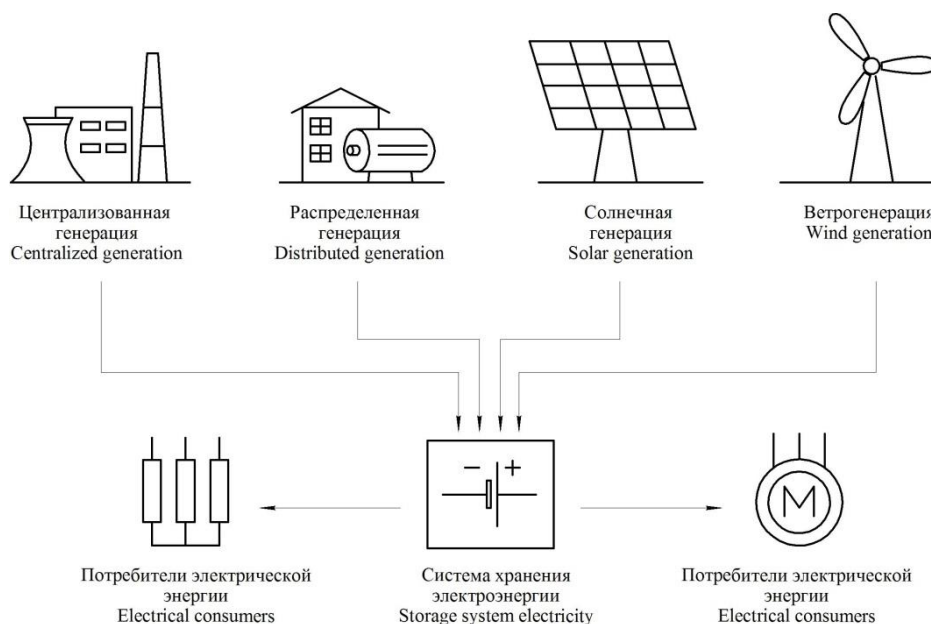 Централизованная
генерация
Centralized generation
Распределенная
генерация
Distributed generation
Солнечная
генерация
Solar generation
Ветрогенерация
Wind generation
− +
M
Потребители электрической
энергии
Electrical consumers
Система хранения
электроэнергии
Storage system electricity
Потребители электрической
энергии
Electrical consumers